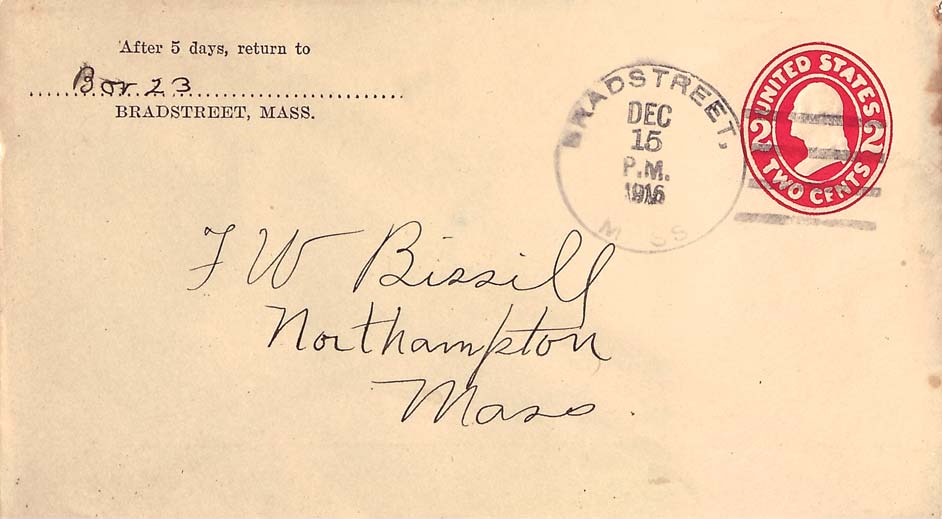 After 5 days, return to
Box 23
BRADSTREET, MASS.
BRADSTREET,
DEC
15
P.M.
1916
MASS
UNITED STATES
2 2
TWO CENTS
F W Bissill
Northampton
Mass.